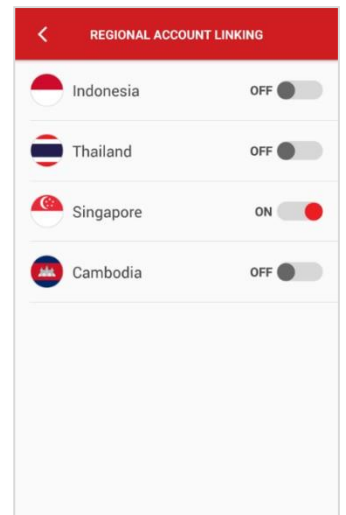 REGIONAL ACCOUNT LINKING
Indonesia OFF
Thailand OFF
Singapore ON
Cambodia OFF